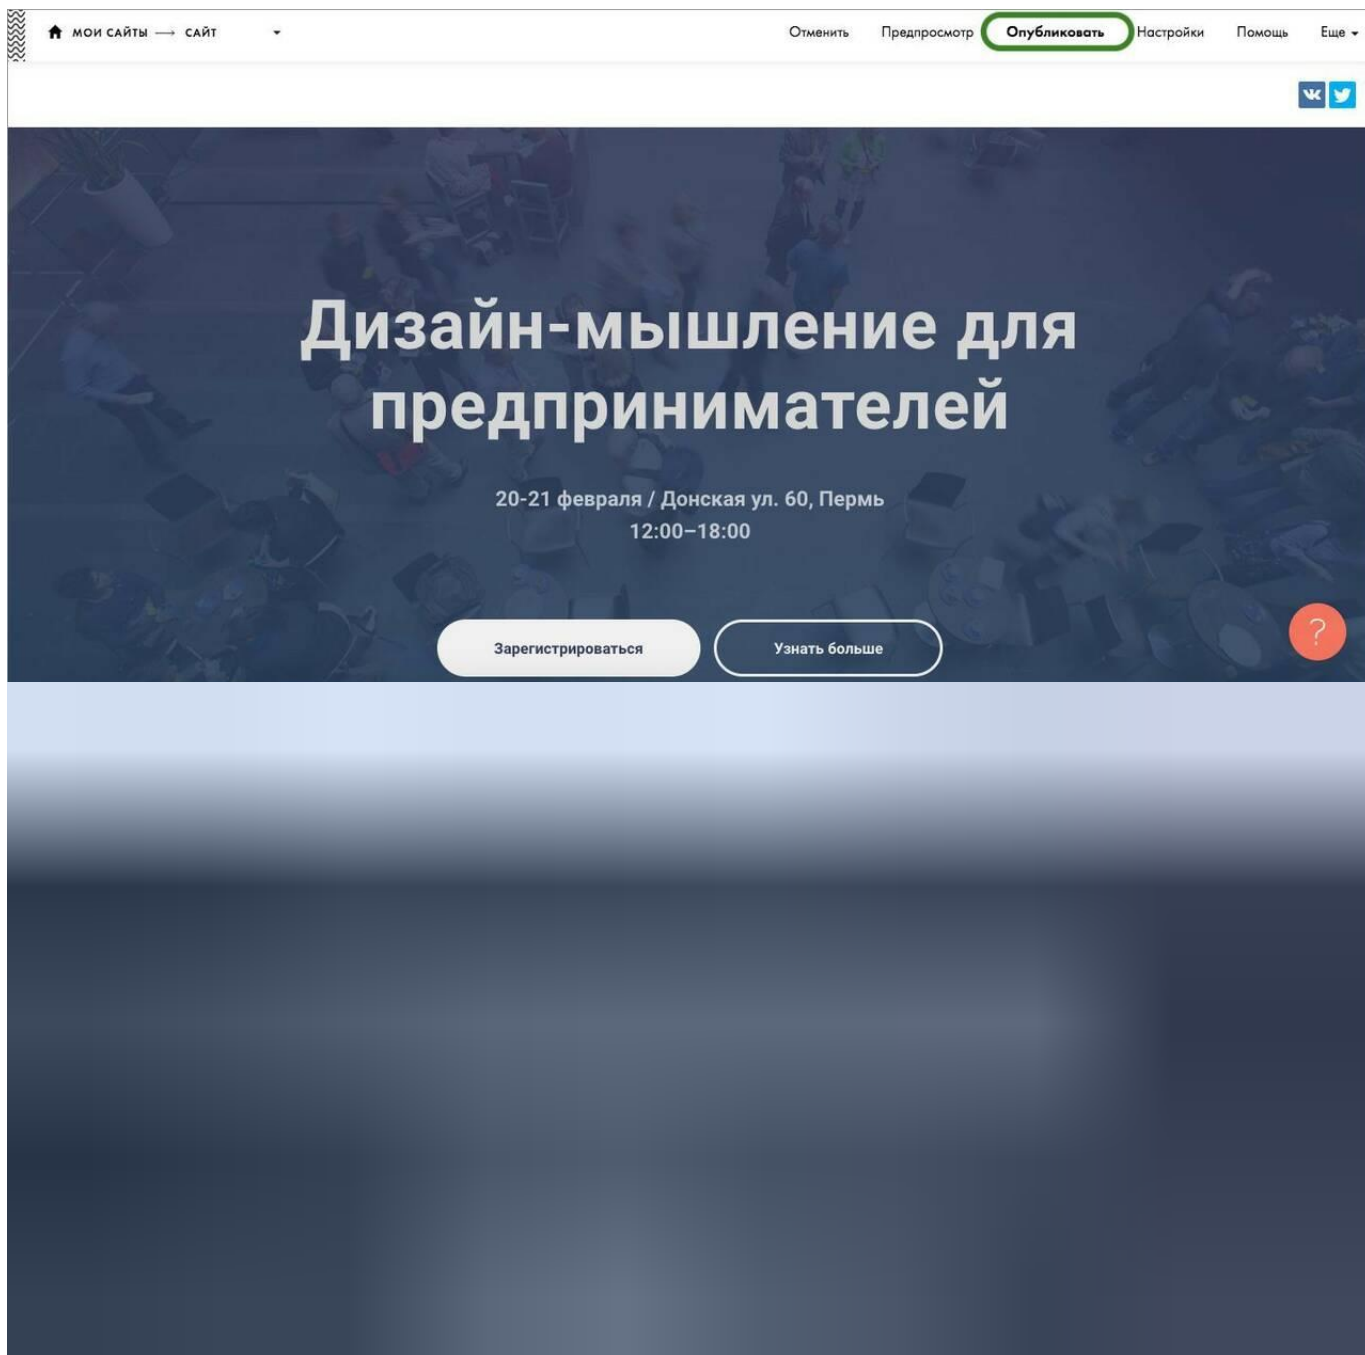 МОИ САЙТЫ → САЙТ
Отменить Предпросмотр Опубликовать Настройки Помощь Еще
Дизайн-мышление для
предпринимателей
20-21 февраля / Донская ул. 60, Пермь
12:00–18:00
Зарегистрироваться Узнать больше
?